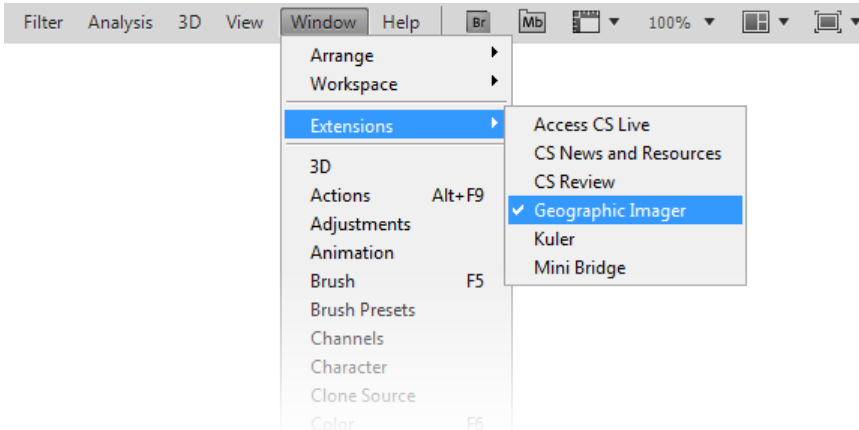 Filter Analysis 3D View Window Help Br Mb 100%
Arrange
Workspace
Extensions
3D
Actions Alt+F9
Adjustments
Animation
Brush F5
Brush Presets
Channels
Character
Clone Source
Color F6
Access CS Live
CS News and Resources
CS Review
Geographic Imager
Kuler
Mini Bridge